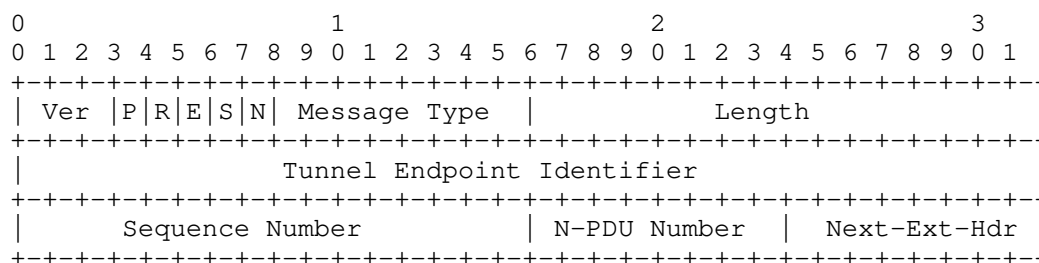 0                   1                   2                   3
0 1 2 3 4 5 6 7 8 9 0 1 2 3 4 5 6 7 8 9 0 1 2 3 4 5 6 7 8 9 0 1
+-+-+-+-+-+-+-+-+-+-+-+-+-+-+-+-+-+-+-+-+-+-+-+-+-+-+-+-+-+-+-+-
| Ver |P|R|E|S|N| Message Type  |           Length
+-+-+-+-+-+-+-+-+-+-+-+-+-+-+-+-+-+-+-+-+-+-+-+-+-+-+-+-+-+-+-+-
|                Tunnel Endpoint Identifier
+-+-+-+-+-+-+-+-+-+-+-+-+-+-+-+-+-+-+-+-+-+-+-+-+-+-+-+-+-+-+-+-
|      Sequence Number          | N-PDU Number  |  Next-Ext-Hdr
+-+-+-+-+-+-+-+-+-+-+-+-+-+-+-+-+-+-+-+-+-+-+-+-+-+-+-+-+-+-+-+-